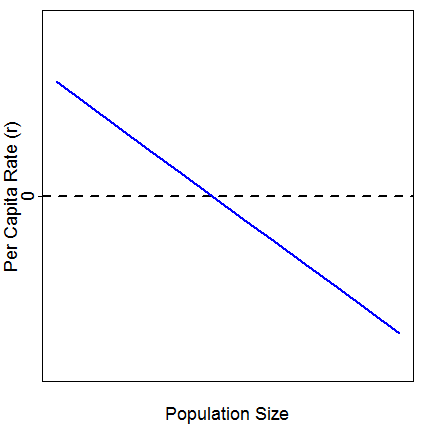 Per Capita Rate (r)
0
Population Size